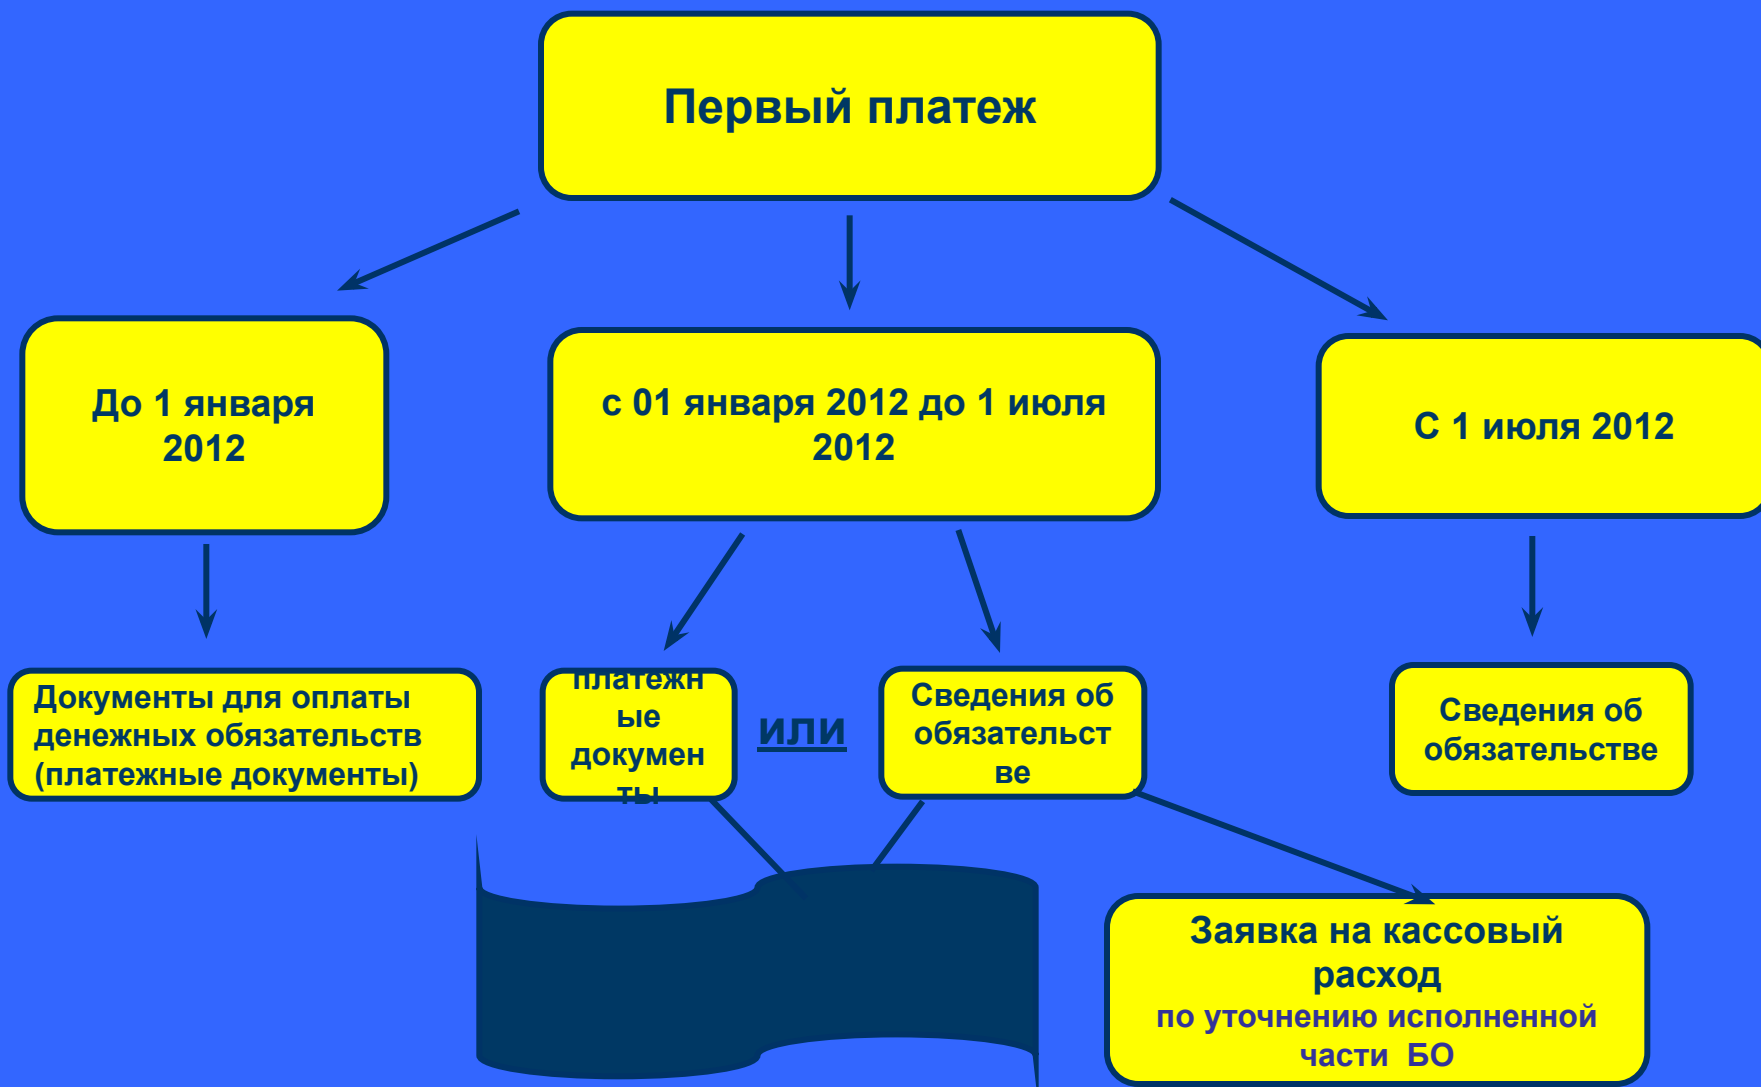 Первый платеж
До 1 января
2012
с 01 января 2012 до 1 июля
2012
С 1 июля 2012
Документы для оплаты
денежных обязательств
(платежные документы)
платежн
ые
докумен
ты
или
Сведения об
обязательст
ве
Сведения об
обязательстве
Заявка на кассовый
расход
по уточнению исполненной
части БО